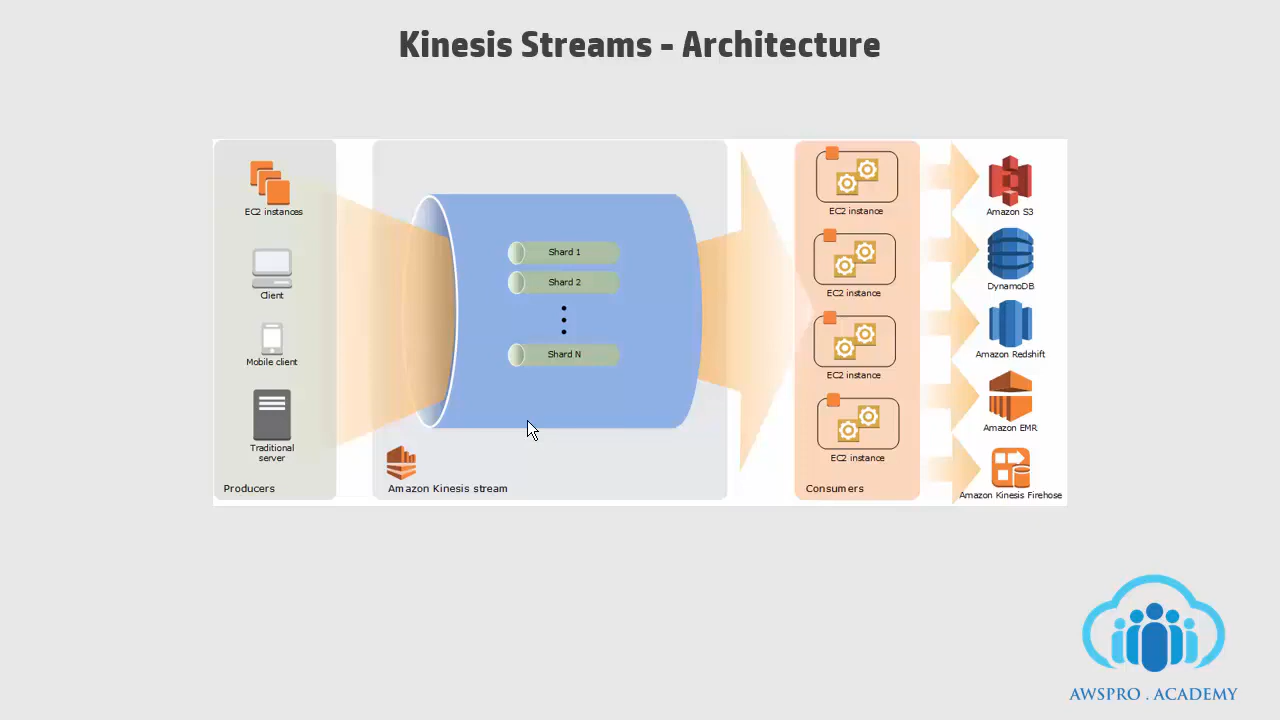 Kinesis Streams - Architecture
EC2 instances
Client
Mobile client
Traditional
server
Producers
Shard 1
Shard 2
Shard N
Amazon Kinesis stream
EC2 instance
EC2 instance
EC2 instance
EC2 instance
Consumers
Amazon S3
DynamoDB
Amazon Redshift
Amazon EMR
Amazon Kinesis Firehose
AWSPRO . ACADEMY